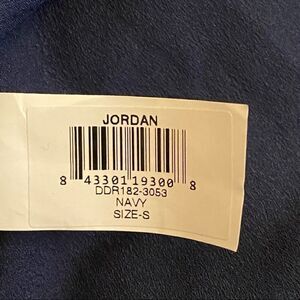 JORDAN
8 43301 19300 8
DDR182-3053
NAVY
SIZE-S